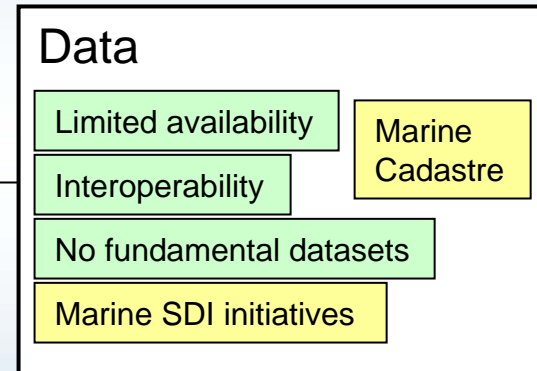 Data
Limited availability
Marine
Cadastre
Interoperability
No fundamental datasets
Marine SDI initiatives